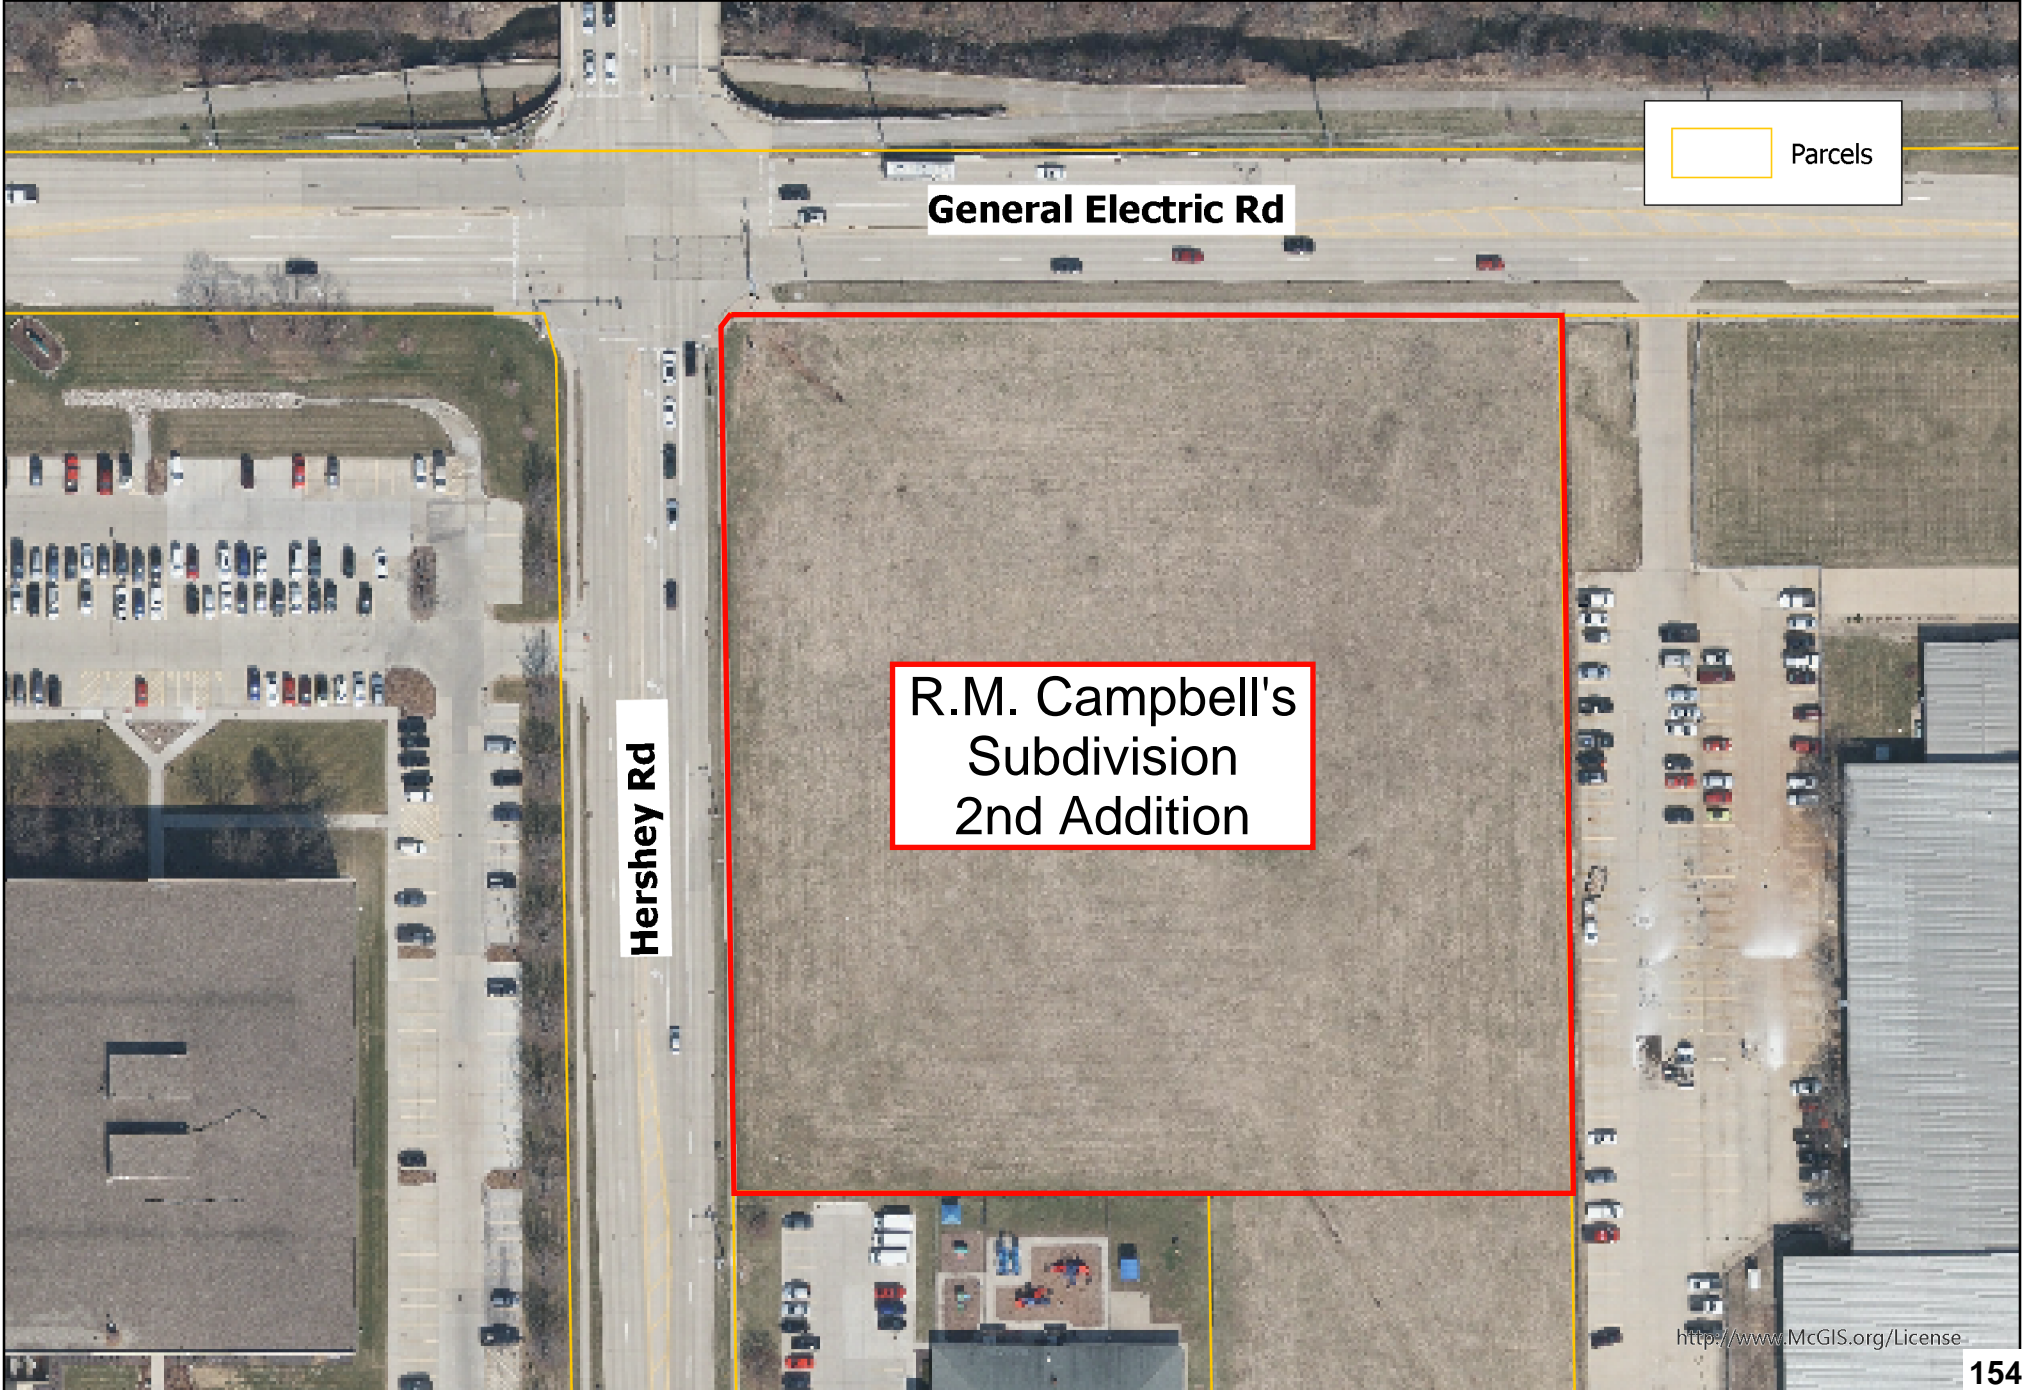 Parcels
General Electric Rd
R.M. Campbell's
Subdivision
2nd Addition
Hershey Rd
http://www.McGIS.org/License
154